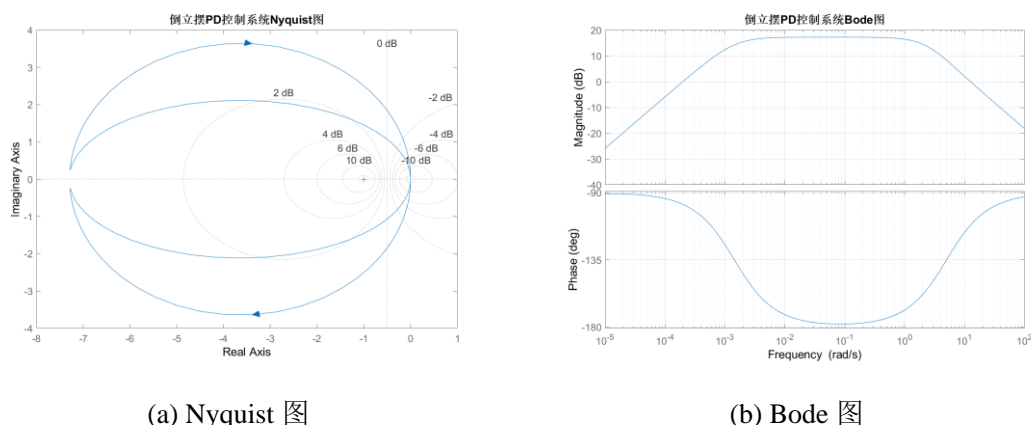 倒立摆PD控制系统Nyquist图
4
3
2
1
0
-1
-2
-3
-4
Imaginary Axis
0 dB
2 dB
-2 dB
4 dB
-4 dB
6 dB
-6 dB
10 dB
-10 dB
-8 -7 -6 -5 -4 -3 -2 -1 0 1
Real Axis
(a) Nyquist 图
倒立摆PD控制系统Bode图
20
10
0
-10
-20
-30
-40
Magnitude (dB)
-90
-135
-180
Phase (deg)
10-5 10-4 10-3 10-2 10-1 100 101 102
Frequency (rad/s)
(b) Bode 图